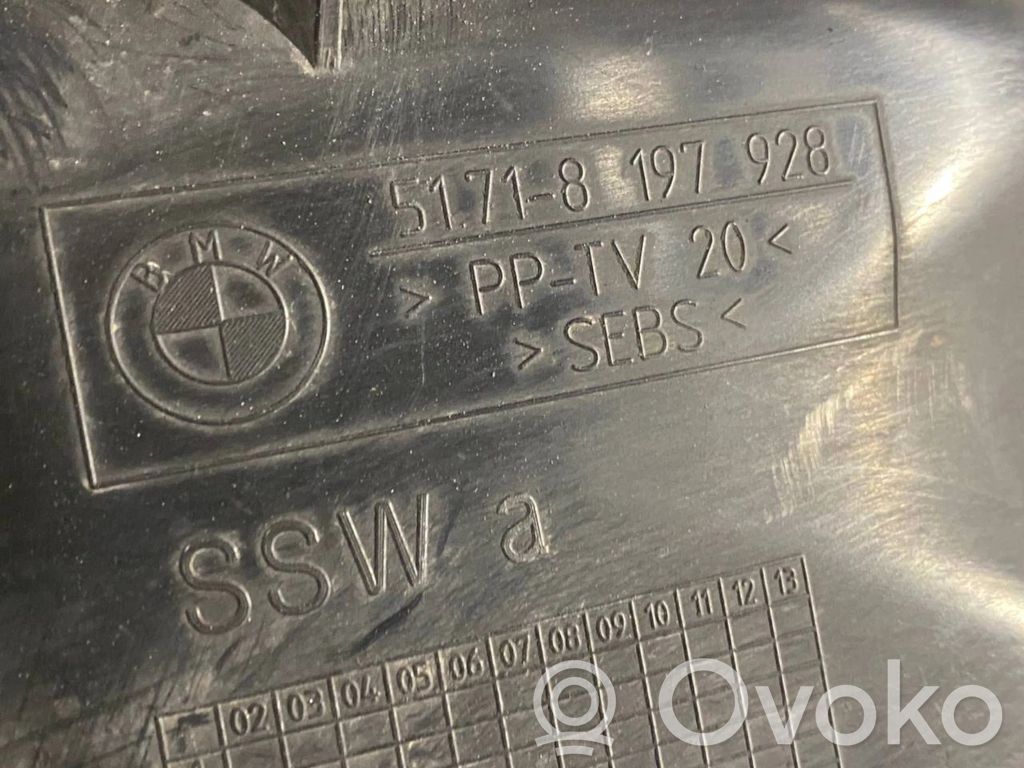 BMW
51.71-8 197 928
> PP-TV 20 <
> SEBS <
SSW a
02 03 04 05 06 07 08 09 10 11 12 13
Ovoko